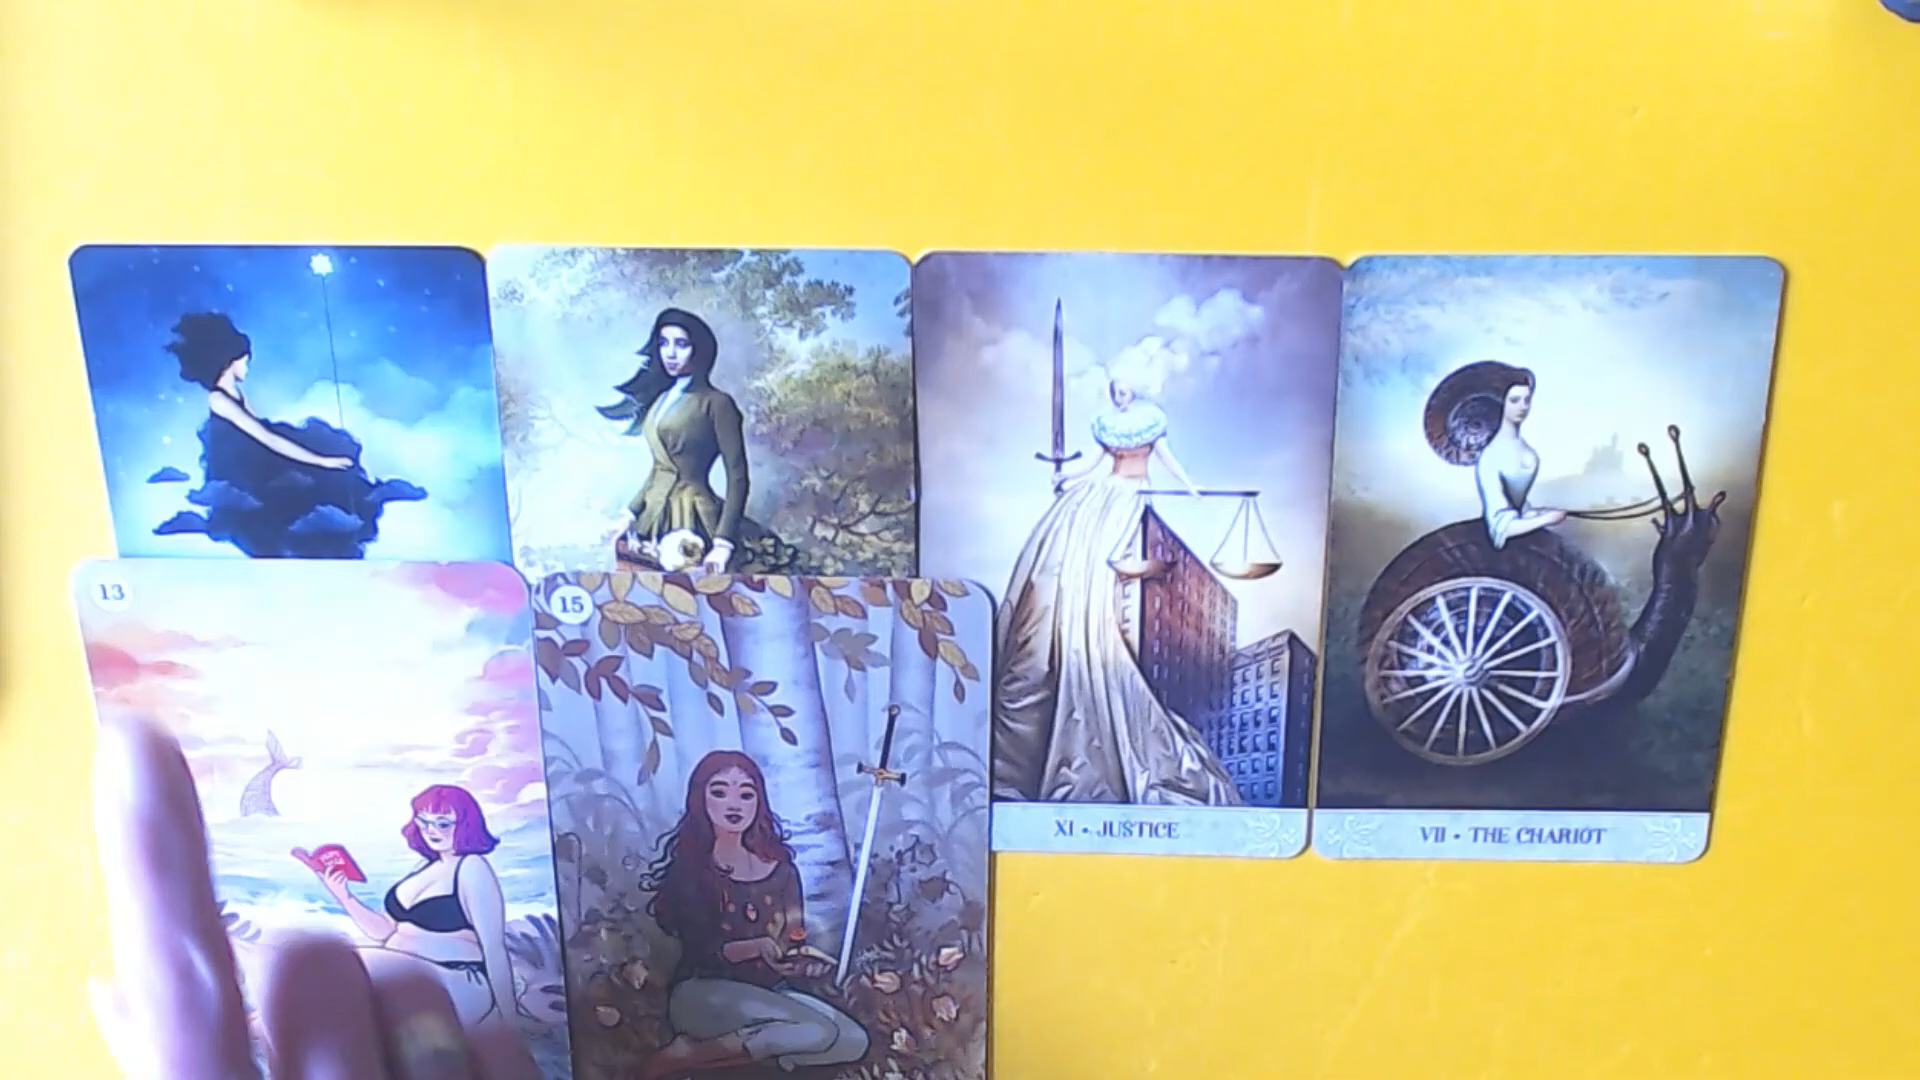 13
15
XI • JUSTICE
VII • THE CHARIOT